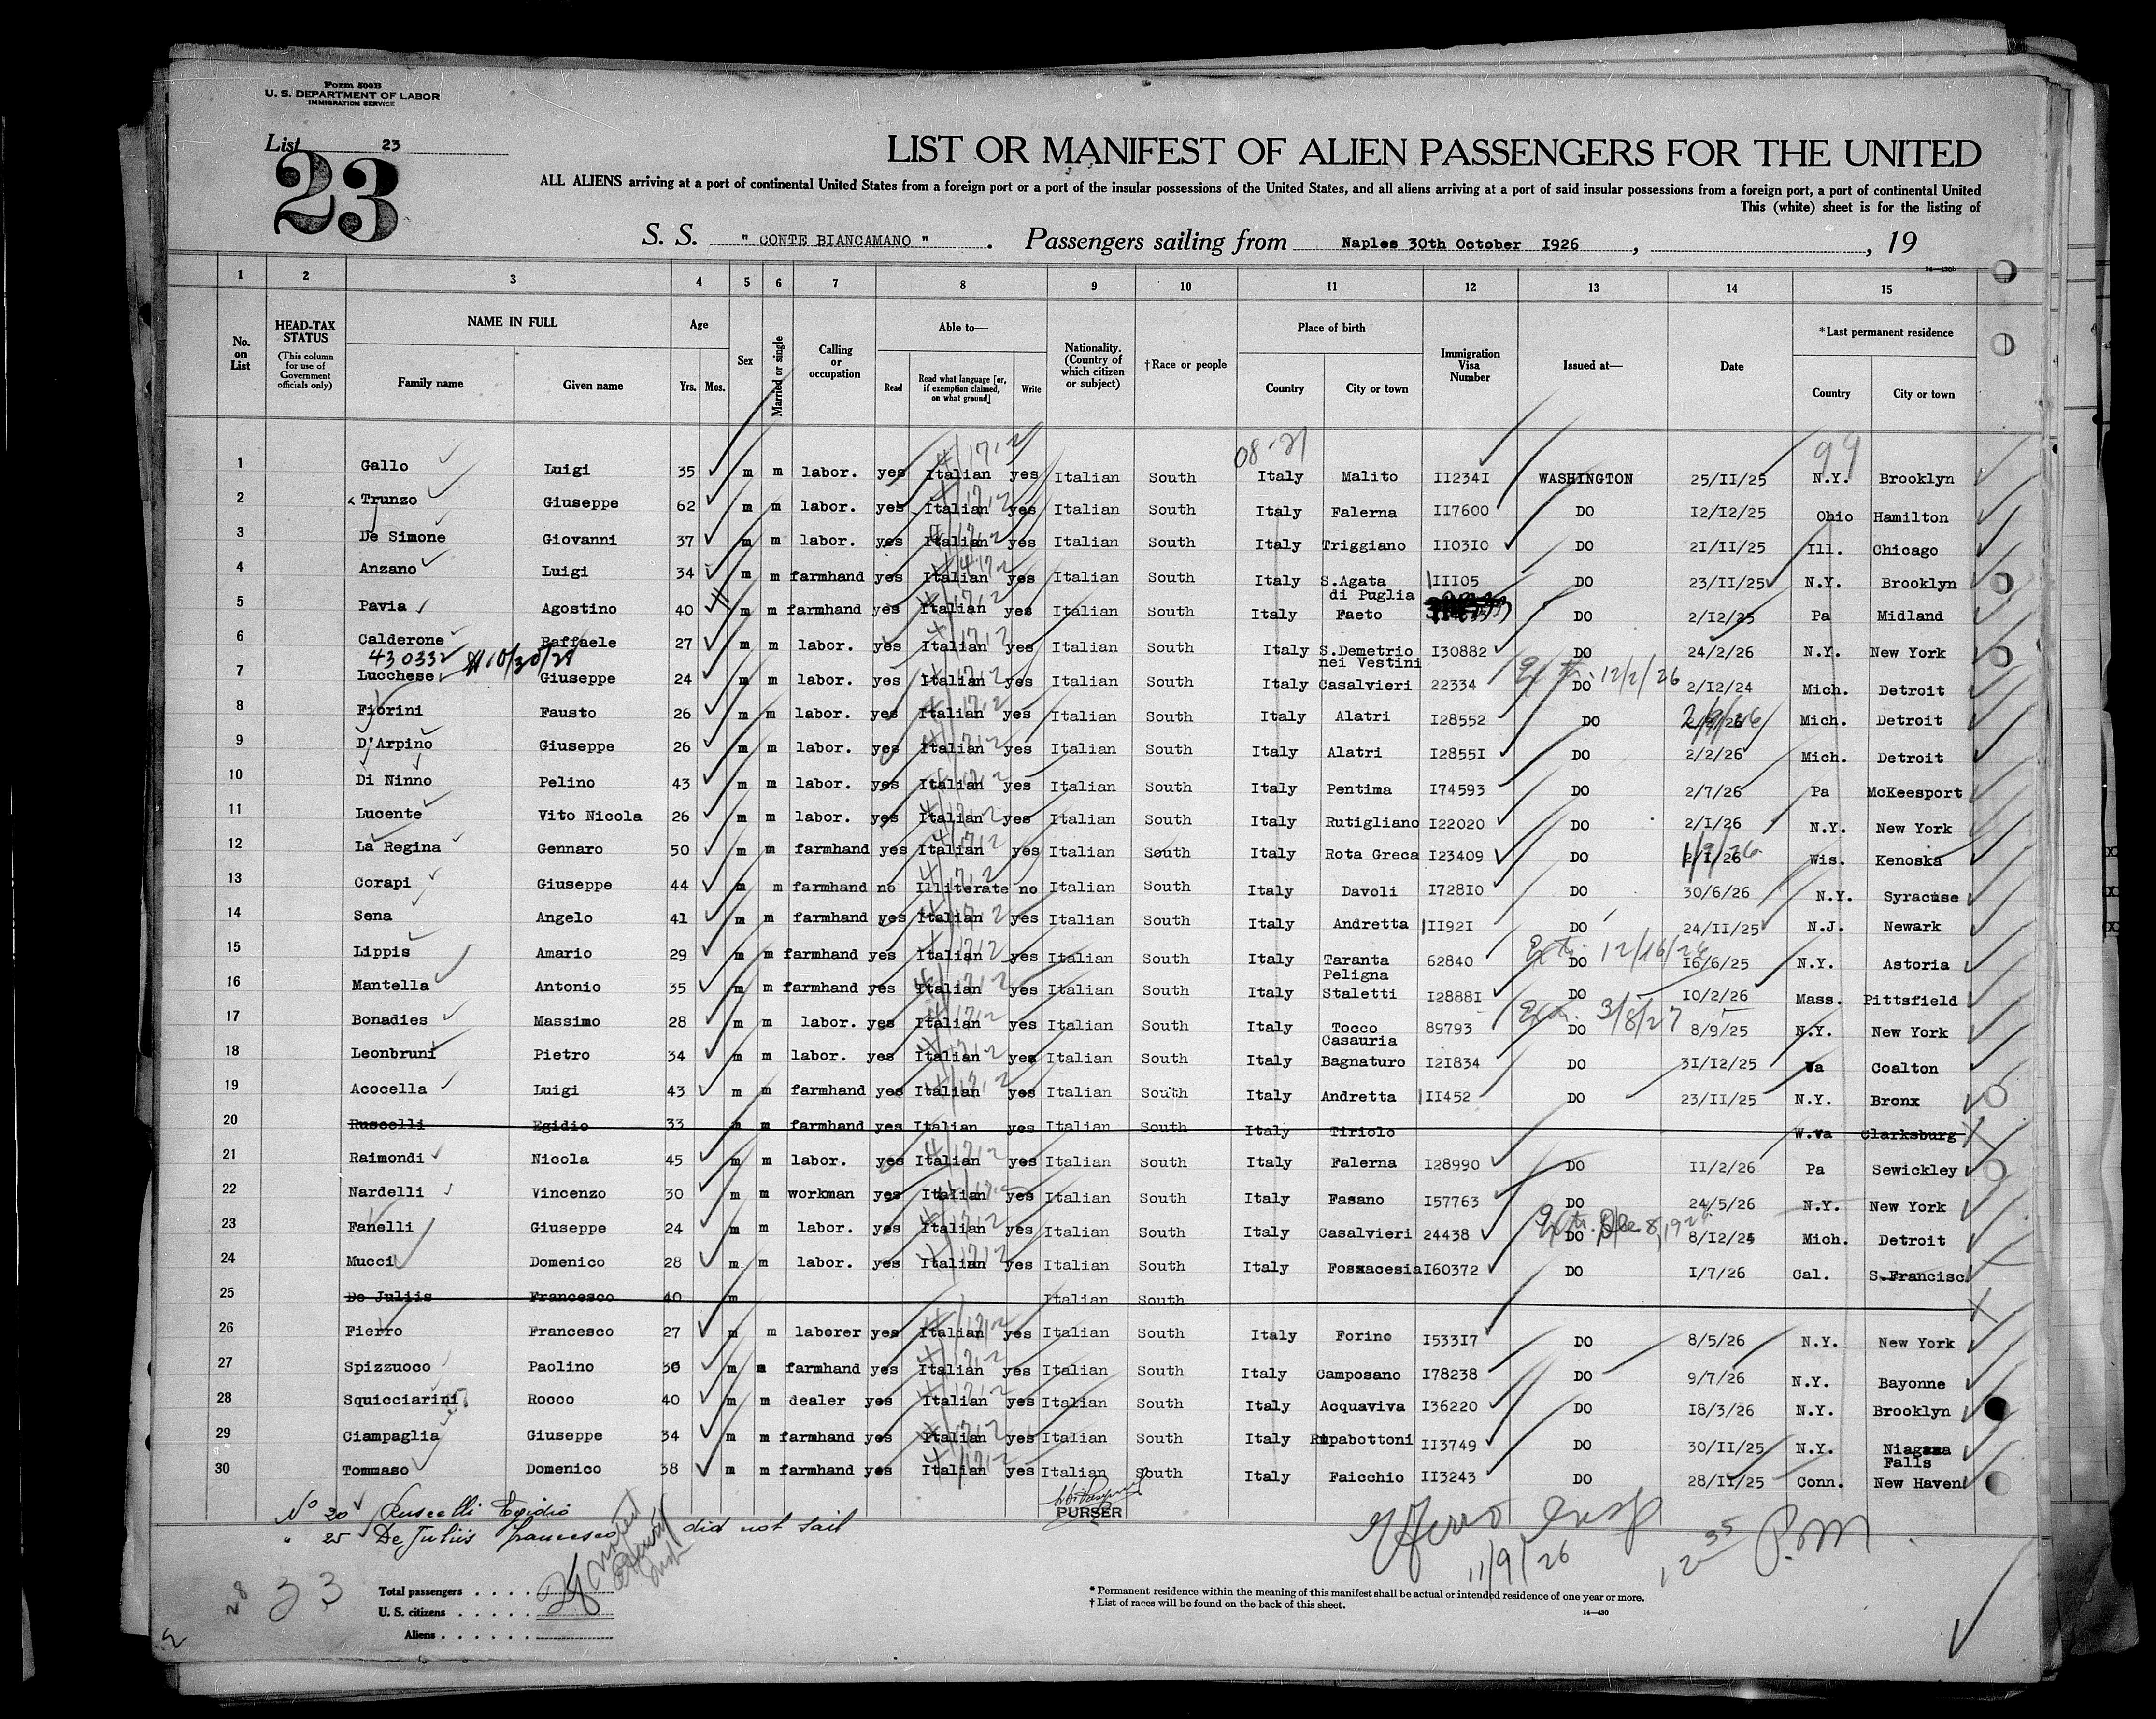 Form 500B
U. S. DEPARTMENT OF LABOR
IMMIGRATION SERVICE
List 23
23
LIST OR MANIFEST OF ALIEN PASSENGERS FOR THE UNITED
ALL ALIENS arriving at a port of continental United States from a foreign port or a port of the insular possessions of the United States, and all aliens arriving at a port of said insular possessions from a foreign port, a port of continental United
This (white) sheet is for the listing of
S. S. " CONTE BIANCAMANO " . Passengers sailing from Naples 30th October I926 , , 19
14—430
1 2 3 4 5 6 7 8 9 10 11 12 13 14 15
No. on List
HEAD-TAX STATUS (This column for use of Government officials only)
NAME IN FULL
Family name Given name
Age
Yrs. Mos.
Sex
Married or single
Calling or occupation
Able to—
Read Read what language [or, if exemption claimed, on what ground] Write
Nationality. (Country of which citizen or subject)
†Race or people
Place of birth
Country City or town
Immigration Visa Number
Issued at—
Date
*Last permanent residence
Country City or town
08-21 99
1 Gallo Luigi 35 m m labor. yes Italian yes Italian South Italy Malito II234I WASHINGTON 25/II/25 N.Y. Brooklyn
2 Trunzo Giuseppe 62 m m labor. yes Italian yes Italian South Italy Falerna II7600 DO I2/I2/25 Ohio Hamilton
3 De Simone Giovanni 37 m m labor. yes Italian yes Italian South Italy Triggiano II03I0 DO 2I/II/25 Ill. Chicago
4 Anzano Luigi 34 m m farmhand yes Italian yes Italian South Italy S.Agata di Puglia IIII05 DO 23/II/25 N.Y. Brooklyn
5 Pavia Agostino 40 m m farmhand yes Italian yes Italian South Italy Faeto DO 2/I2/25 Pa Midland
6 Calderone Raffaele 27 m m labor. yes Italian yes Italian South Italy S.Demetrio nei Vestini I30882 DO 24/2/26 N.Y. New York
430332 10/30/29
7 Lucchese Giuseppe 24 m m labor. yes Italian yes Italian South Italy Casalvieri 22334 DO 12/2/26 2/I2/24 Mich. Detroit
8 Fiorini Fausto 26 m m labor. yes Italian yes Italian South Italy Alatri I28552 DO Mich. Detroit
9 D'Arpino Giuseppe 26 m m labor. yes Italian yes Italian South Italy Alatri I2855I DO 2/2/26 Mich. Detroit
10 Di Ninno Pelino 43 m m labor. yes Italian yes Italian South Italy Pentima I74593 DO 2/7/26 Pa McKeesport
11 Lucente Vito Nicola 26 m m labor. yes Italian yes Italian South Italy Rutigliano I22020 DO 2/I/26 N.Y. New York
12 La Regina Gennaro 50 m m farmhand yes Italian yes Italian South Italy Rota Greca I23409 DO Wis. Kenoska
13 Corapi Giuseppe 44 m m farmhand no Illiterate no Italian South Italy Davoli I728I0 DO 30/6/26 N.Y. Syracuse
14 Sena Angelo 41 m m farmhand yes Italian yes Italian South Italy Andretta II92I DO 24/II/25 N.J. Newark
15 Lippis Amario 29 m m farmhand yes Italian yes Italian South Italy Taranta Peligna 62840 DO I6/6/25 N.Y. Astoria
16 Mantella Antonio 35 m m farmhand yes Italian yes Italian South Italy Staletti I2888I DO I0/2/26 Mass. Pittsfield
17 Bonadies Massimo 28 m m labor. yes Italian yes Italian South Italy Tocco Casauria 89793 DO 3/8/27 8/9/25 N.Y. New York
18 Leonbruni Pietro 34 m m labor. yes Italian yes Italian South Italy Bagnaturo I2I834 DO 3I/I2/25 Va Coalton
19 Acocella Luigi 43 m m farmhand yes Italian yes Italian South Italy Andretta II452 DO 23/II/25 N.Y. Bronx
20 Ruscelli Egidio 33 m m farmhand yes Italian yes Italian South Italy Tiriolo W.Va Clarksburg
21 Raimondi Nicola 45 m m labor. yes Italian yes Italian South Italy Falerna I28990 DO II/2/26 Pa Sewickley
22 Nardelli Vincenzo 30 m m workman yes Italian yes Italian South Italy Fasano I57763 DO 24/5/26 N.Y. New York
23 Fanelli Giuseppe 24 m m labor. yes Italian yes Italian South Italy Casalvieri 24438 DO 8/I2/24 Mich. Detroit
24 Mucci Domenico 28 m m labor. yes Italian yes Italian South Italy Fossacesia I60372 DO I/7/26 Cal. S.Francisc
25 De Juliis Francesco 40 m Italian South
26 Fierro Francesco 27 m m laborer yes Italian yes Italian South Italy Forino I533I7 DO 8/5/26 N.Y. New York
27 Spizzuoco Paolino 30 m m farmhand yes Italian yes Italian South Italy Camposano I78238 DO 9/7/26 N.Y. Bayonne
28 Squicciarini Rocco 40 m m dealer yes Italian yes Italian South Italy Acquaviva I36220 DO I8/3/26 N.Y. Brooklyn
29 Ciampaglia Giuseppe 34 m m farmhand yes Italian yes Italian South Italy Ripabottoni II3749 DO 30/II/25 N.Y. Niagara Falls
30 Tommaso Domenico 38 m m farmhand yes Italian yes Italian South Italy Faicchio II3243 DO 28/II/25 Conn. New Haven
PURSER
No 20 Ruscelli Egidio
" 25 De Juliis Francesco did not sail
11/9/26 12 35 P.M
28 33
Total passengers
U. S. citizens
Aliens
* Permanent residence within the meaning of this manifest shall be actual or intended residence of one year or more.
† List of races will be found on the back of this sheet.
14—430